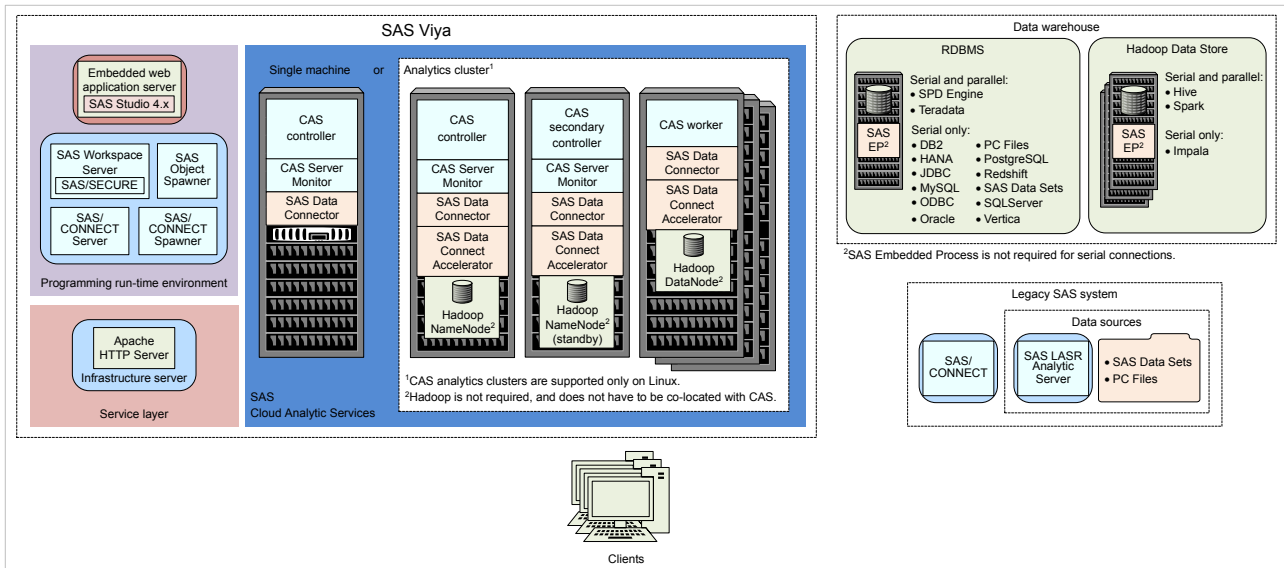 SAS Viya
Embedded web
application server
SAS Studio 4.x
SAS Workspace
Server
SAS/SECURE
SAS
Object
Spawner
SAS/
CONNECT
Server
SAS/
CONNECT
Spawner
Programming run-time environment
Apache
HTTP Server
Infrastructure server
Service layer
Single machine or Analytics cluster¹
CAS
controller
CAS Server
Monitor
SAS Data
Connector
CAS
controller
CAS Server
Monitor
SAS Data
Connector
SAS Data
Connect
Accelerator
Hadoop
NameNode²
CAS
secondary
controller
CAS Server
Monitor
SAS Data
Connector
SAS Data
Connect
Accelerator
Hadoop
NameNode²
(standby)
CAS worker
SAS Data
Connector
SAS Data
Connect
Accelerator
Hadoop
DataNode²
¹CAS analytics clusters are supported only on Linux.
²Hadoop is not required, and does not have to be co-located with CAS.
SAS
Cloud Analytic Services
Data warehouse
RDBMS
SAS
EP²
Serial and parallel:
• SPD Engine
• Teradata
Serial only:
• DB2
• HANA
• JDBC
• MySQL
• ODBC
• Oracle
• PC Files
• PostgreSQL
• Redshift
• SAS Data Sets
• SQLServer
• Vertica
Hadoop Data Store
SAS
EP²
Serial and parallel:
• Hive
• Spark
Serial only:
• Impala
²SAS Embedded Process is not required for serial connections.
Legacy SAS system
SAS/
CONNECT
Data sources
SAS LASR
Analytic
Server
• SAS Data Sets
• PC Files
Clients